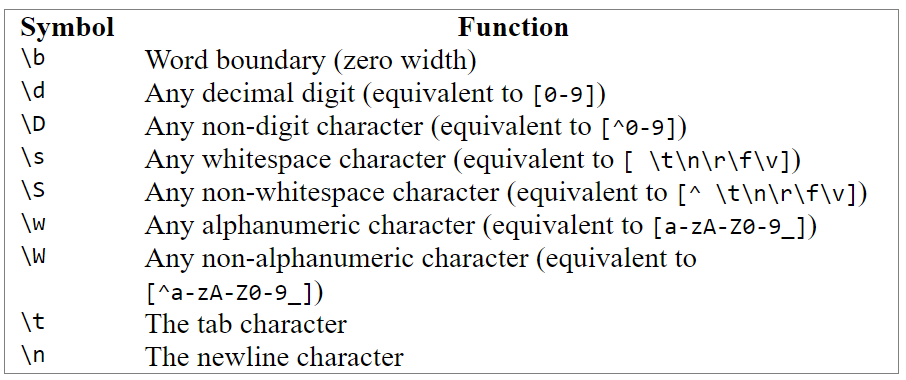 Symbol Function
\b Word boundary (zero width)
\d Any decimal digit (equivalent to [0-9])
\D Any non-digit character (equivalent to [^0-9])
\s Any whitespace character (equivalent to [ \t\n\r\f\v])
\S Any non-whitespace character (equivalent to [^ \t\n\r\f\v])
\w Any alphanumeric character (equivalent to [a-zA-Z0-9_])
\W Any non-alphanumeric character (equivalent to
[^a-zA-Z0-9_])
\t The tab character
\n The newline character